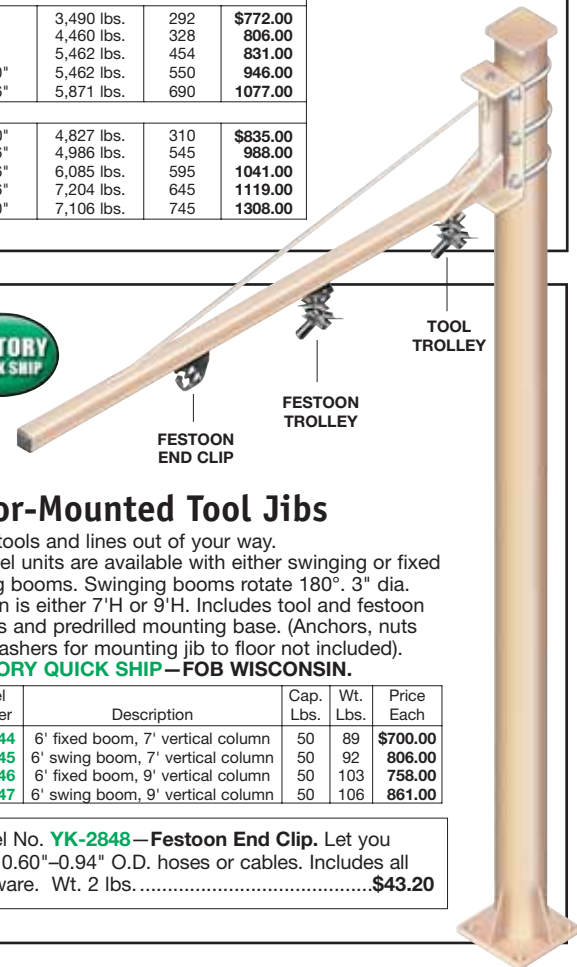 3,490 lbs. 292 $772.00
4,460 lbs. 328 806.00
5,462 lbs. 454 831.00
0" 5,462 lbs. 550 946.00
6" 5,871 lbs. 690 1077.00
0" 4,827 lbs. 310 $835.00
6" 4,986 lbs. 545 988.00
6" 6,085 lbs. 595 1041.00
6" 7,204 lbs. 645 1119.00
0" 7,106 lbs. 745 1308.00
TORY
K SHIP
TOOL
TROLLEY
FESTOON
TROLLEY
FESTOON
END CLIP
or-Mounted Tool Jibs
tools and lines out of your way.
el units are available with either swinging or fixed
g booms. Swinging booms rotate 180°. 3" dia.
n is either 7'H or 9'H. Includes tool and festoon
s and predrilled mounting base. (Anchors, nuts
ashers for mounting jib to floor not included).
ORY QUICK SHIP—FOB WISCONSIN.
el Cap. Wt. Price
er Description Lbs. Lbs. Each
44 6' fixed boom, 7' vertical column 50 89 $700.00
45 6' swing boom, 7' vertical column 50 92 806.00
46 6' fixed boom, 9' vertical column 50 103 758.00
47 6' swing boom, 9' vertical column 50 106 861.00
el No. YK-2848—Festoon End Clip. Let you
0.60"–0.94" O.D. hoses or cables. Includes all
ware. Wt. 2 lbs. ..........................................$43.20